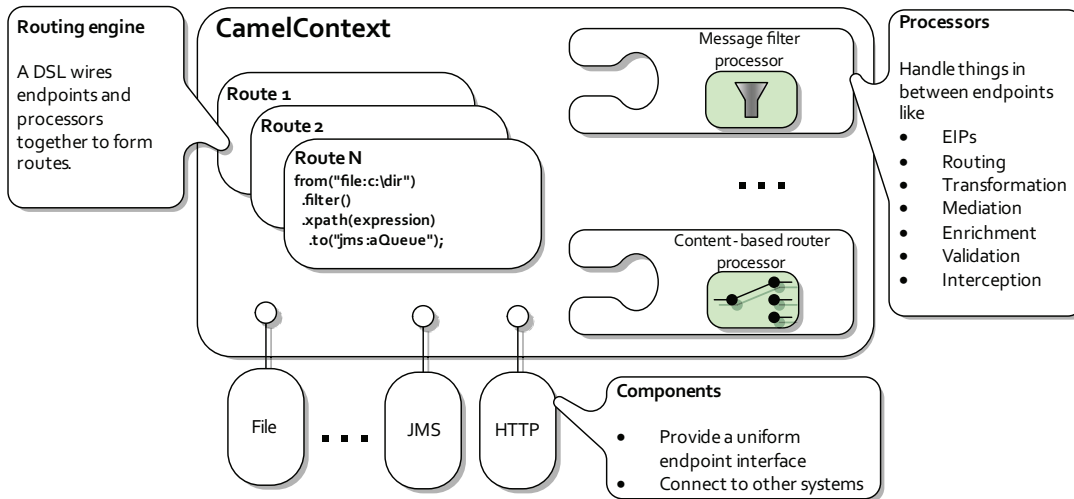 Routing engine
A DSL wires
endpoints and
processors
together to form
routes.
CamelContext
Route 1
Route 2
Route N
from("file:c:\dir")
.filter()
.xpath(expression)
.to("jms:aQueue");
Message filter
processor
...
Content-based router
processor
Processors
Handle things in
between endpoints
like
• EIPs
• Routing
• Transformation
• Mediation
• Enrichment
• Validation
• Interception
File
...
JMS
HTTP
Components
• Provide a uniform
endpoint interface
• Connect to other systems